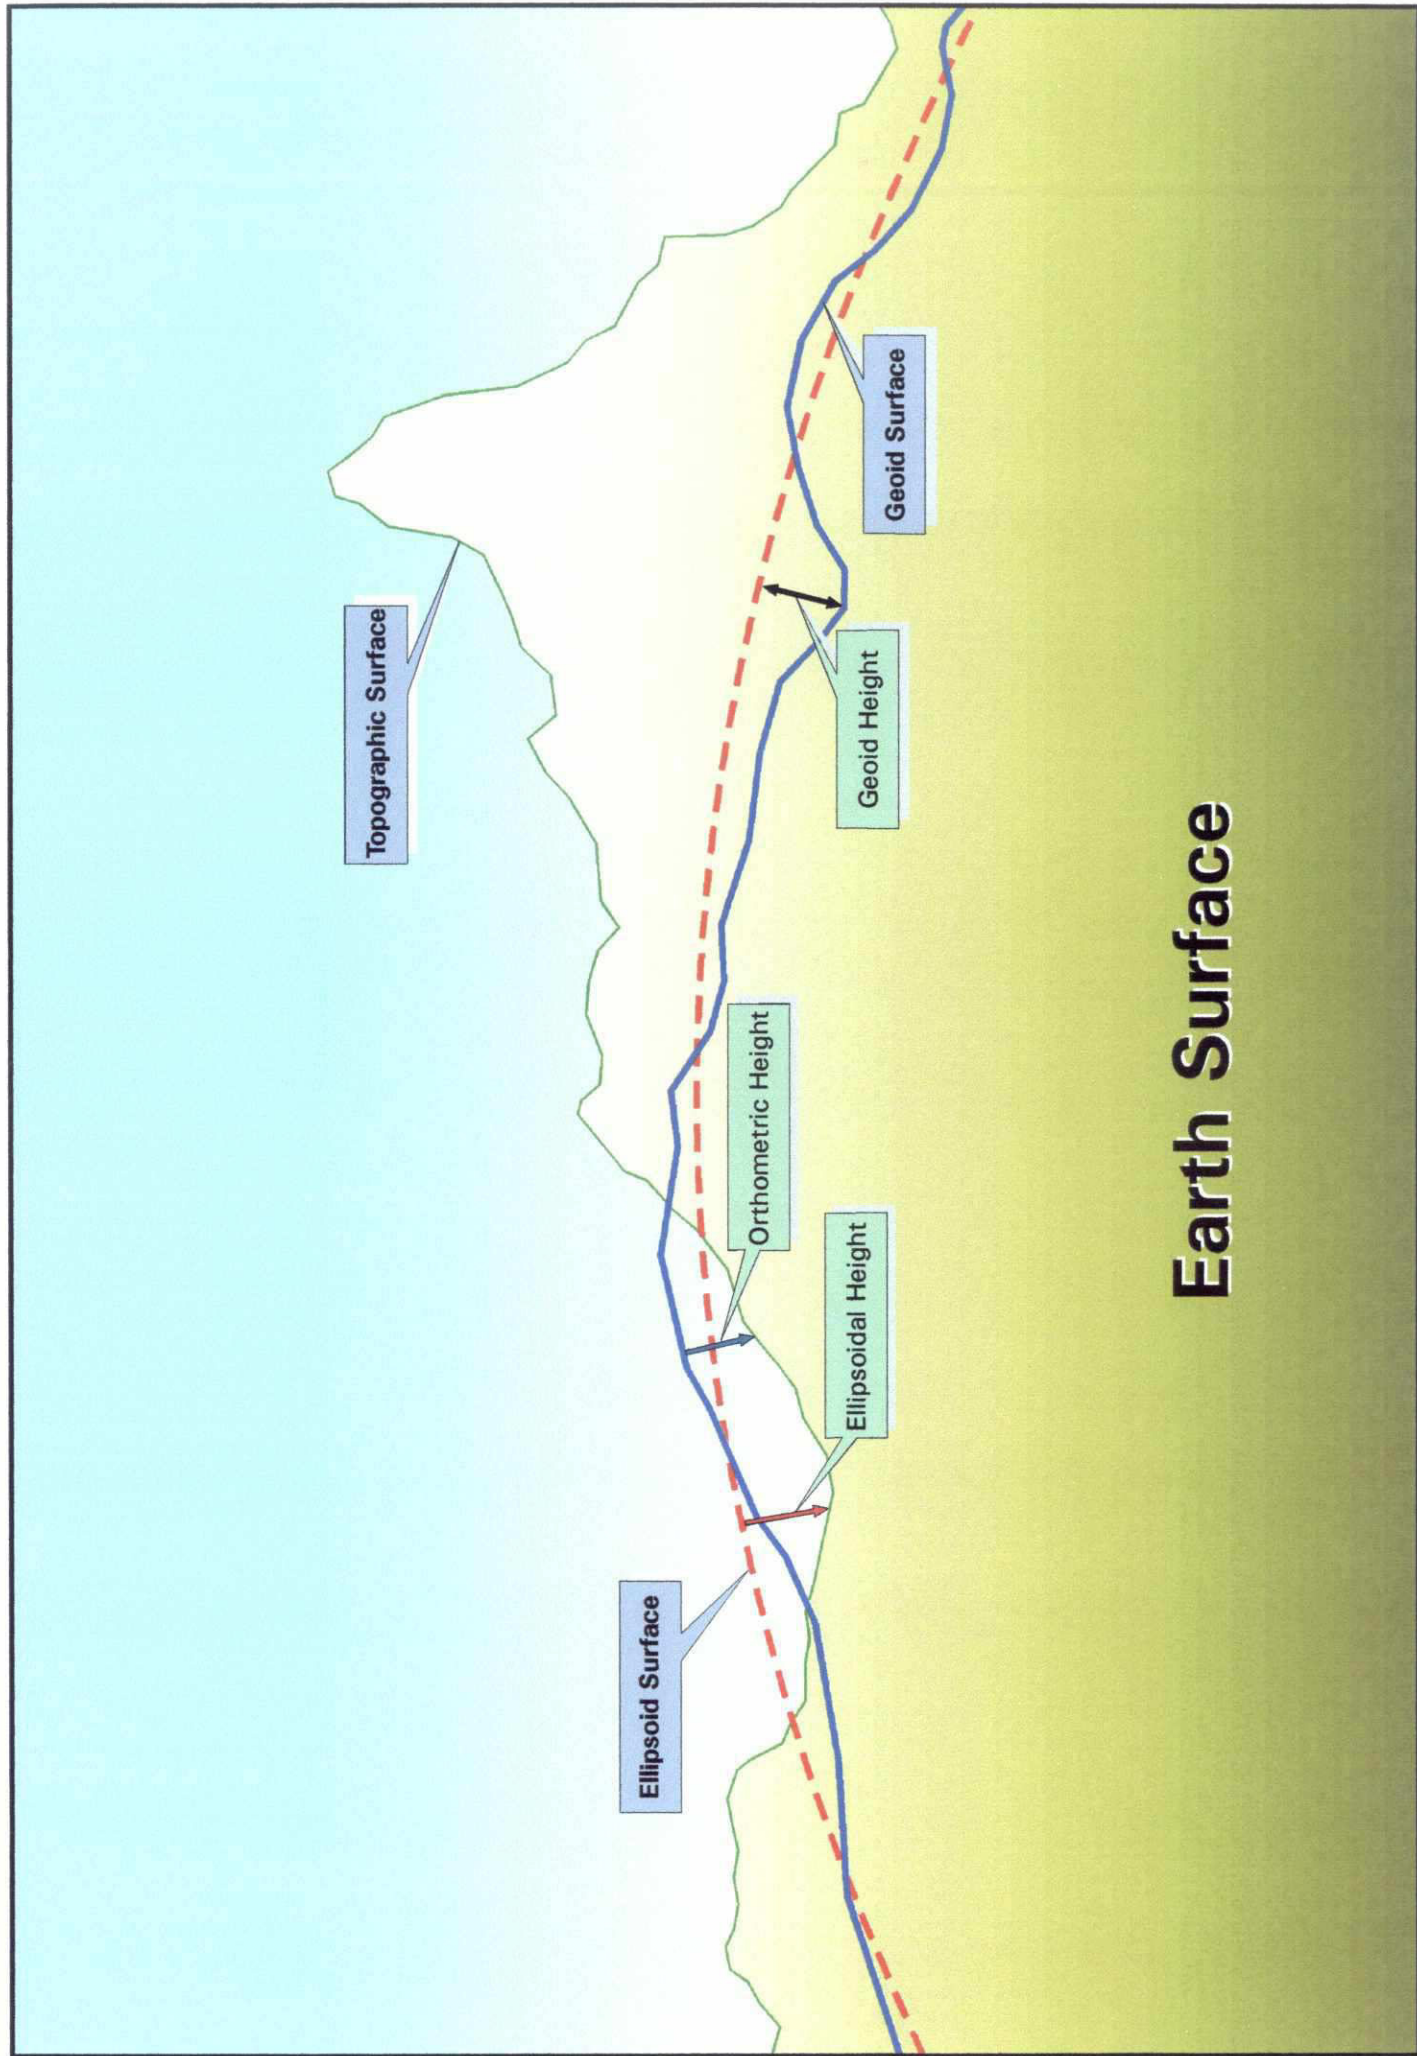 Topographic Surface
Ellipsoid Surface
Orthometric Height
Ellipsoidal Height
Geoid Height
Geoid Surface
Earth Surface